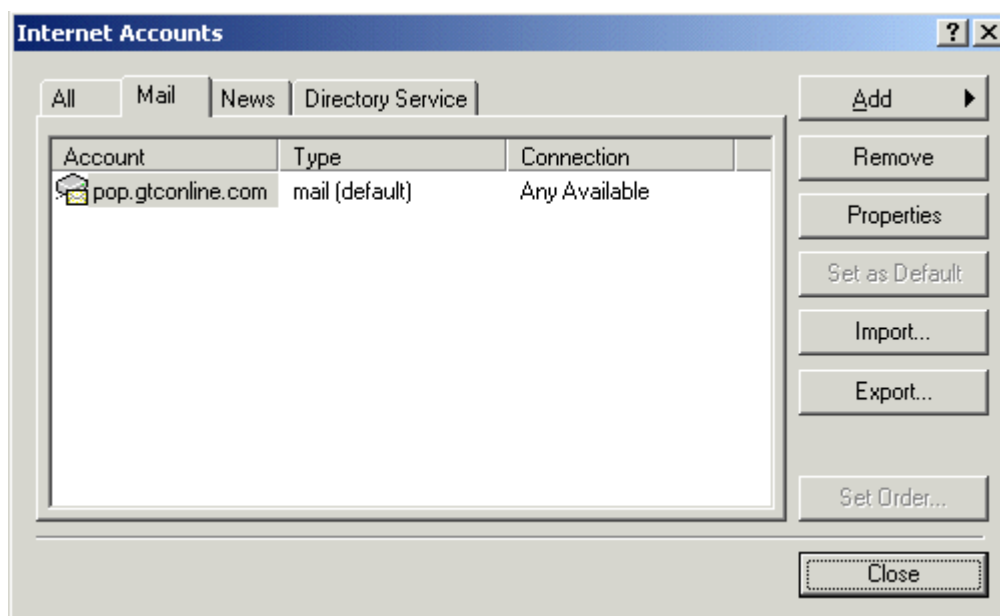 Internet Accounts
All Mail News Directory Service
Account Type Connection
pop.gtconline.com mail (default) Any Available
Add
Remove
Properties
Set as Default
Import...
Export...
Set Order...
Close